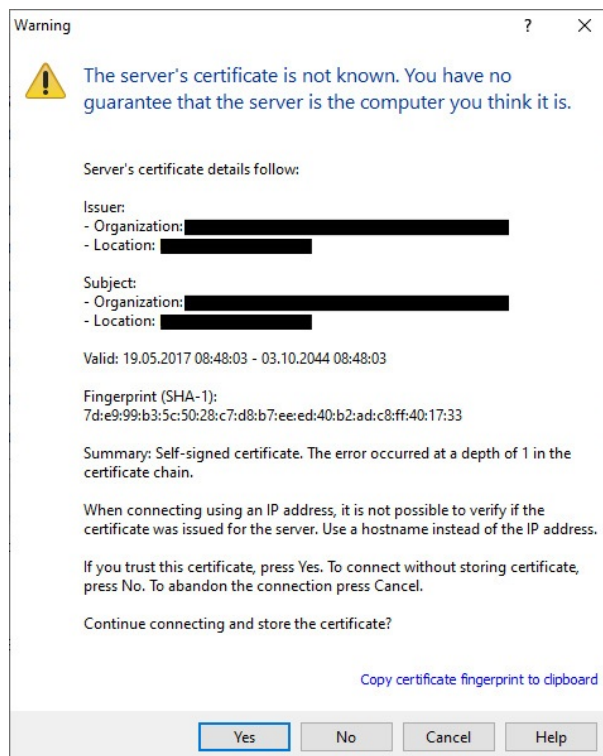 Warning
?
The server's certificate is not known. You have no
guarantee that the server is the computer you think it is.
Server's certificate details follow:
Issuer:
- Organization:
- Location:
Subject:
- Organization:
- Location:
Valid: 19.05.2017 08:48:03 - 03.10.2044 08:48:03
Fingerprint (SHA-1):
7d:e9:99:b3:5c:50:28:c7:d8:b7:ee:ed:40:b2:ad:c8:ff:40:17:33
Summary: Self-signed certificate. The error occurred at a depth of 1 in the
certificate chain.
When connecting using an IP address, it is not possible to verify if the
certificate was issued for the server. Use a hostname instead of the IP address.
If you trust this certificate, press Yes. To connect without storing certificate,
press No. To abandon the connection press Cancel.
Continue connecting and store the certificate?
Copy certificate fingerprint to clipboard
Yes No Cancel Help